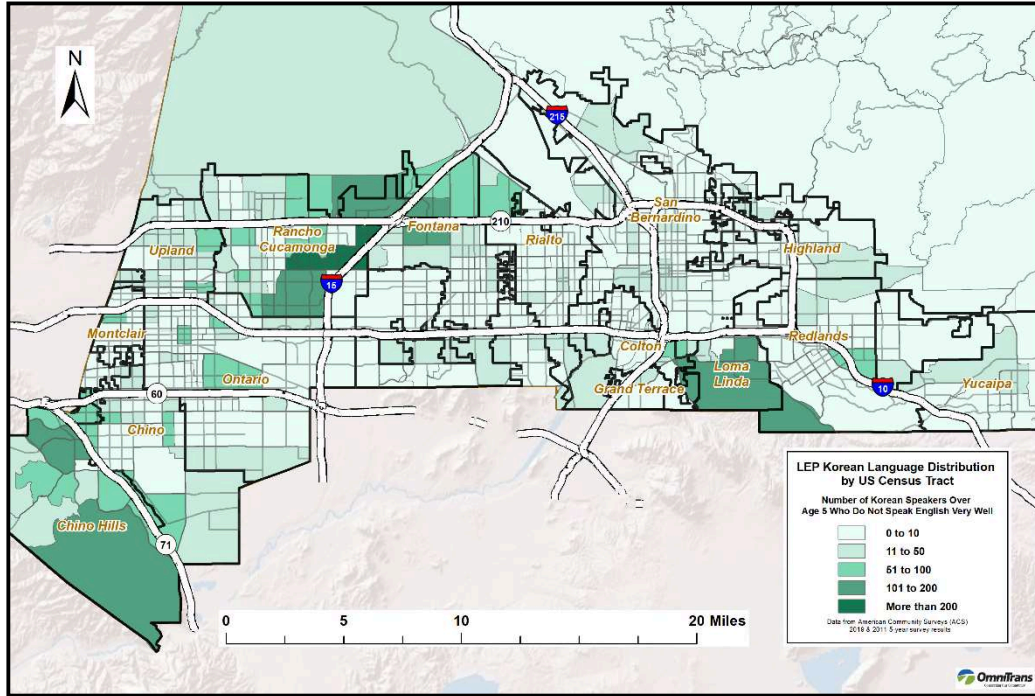 N
215
San
Bernardino
210
Fontana
Rialto
Rancho
Cucamonga
Upland
Highland
15
Montclair
Colton
Redlands
Loma
Linda
Ontario
Grand Terrace
10
Yucaipa
60
Chino
Chino Hills
71
LEP Korean Language Distribution
by US Census Tract
Number of Korean Speakers Over
Age 5 Who Do Not Speak English Very Well
0 to 10
11 to 50
51 to 100
101 to 200
More than 200
Data from American Community Surveys (ACS)
& 2011 5 year survey results
0 5 10 20 Miles
OmniTrans